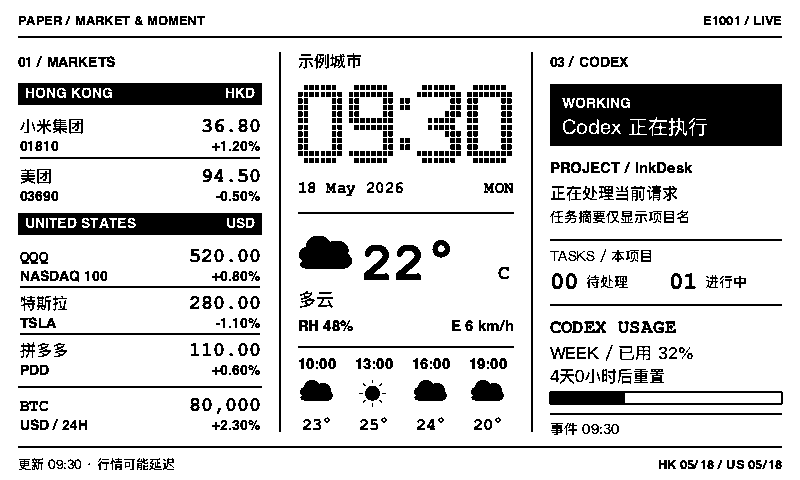 PAPER / MARKET & MOMENT
E1001 / LIVE
01 / MARKETS
HONG KONG HKD
小米集团 36.80
01810 +1.20%
美团 94.50
03690 -0.50%
UNITED STATES USD
QQQ 520.00
NASDAQ 100 +0.80%
特斯拉 280.00
TSLA -1.10%
拼多多 110.00
PDD +0.60%
BTC 80,000
USD / 24H +2.30%
示例城市
09:30
18 May 2026 MON
22° C
多云
RH 48% E 6 km/h
10:00 13:00 16:00 19:00
23° 25° 24° 20°
03 / CODEX
WORKING
Codex 正在执行
PROJECT / InkDesk
正在处理当前请求
任务摘要仅显示项目名
TASKS / 本项目
00 待处理 01 进行中
CODEX USAGE
WEEK / 已用 32%
4天0小时后重置
事件 09:30
更新 09:30 · 行情可能延迟
HK 05/18 / US 05/18